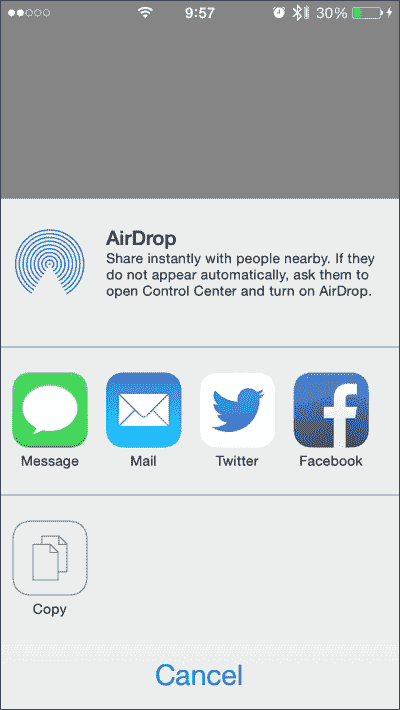 9:57 30%
AirDrop
Share instantly with people nearby. If they
do not appear automatically, ask them to
open Control Center and turn on AirDrop.
Message Mail Twitter Facebook
Copy
Cancel